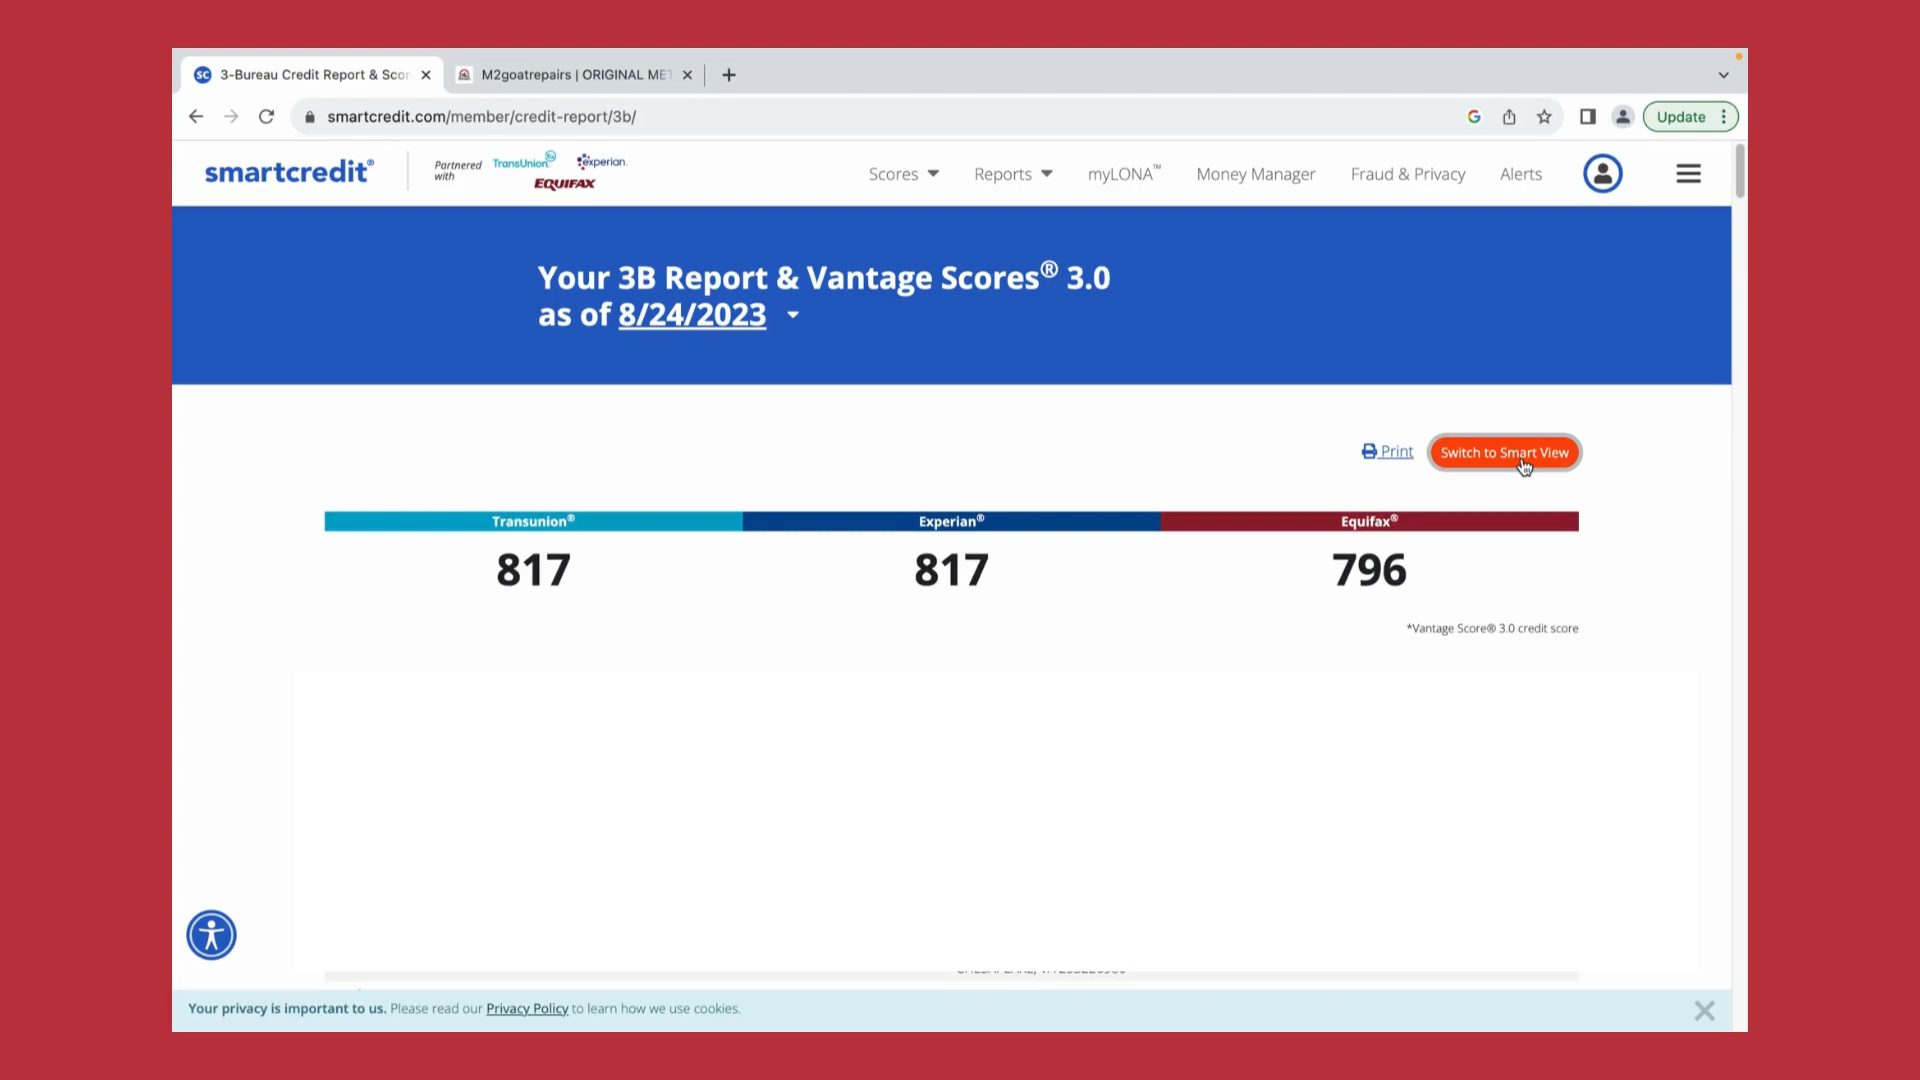 SC 3-Bureau Credit Report & Scor
M2goatrepairs | ORIGINAL MET
smartcredit.com/member/credit-report/3b/
Update
smartcredit®
Partnered with
TransUnion
experian.
EQUIFAX
Scores
Reports
myLONA™
Money Manager
Fraud & Privacy
Alerts
Your 3B Report & Vantage Scores® 3.0
as of 8/24/2023
Print
Switch to Smart View
Transunion® Experian® Equifax®
817 817 796
*Vantage Score® 3.0 credit score
Your privacy is important to us. Please read our Privacy Policy to learn how we use cookies.